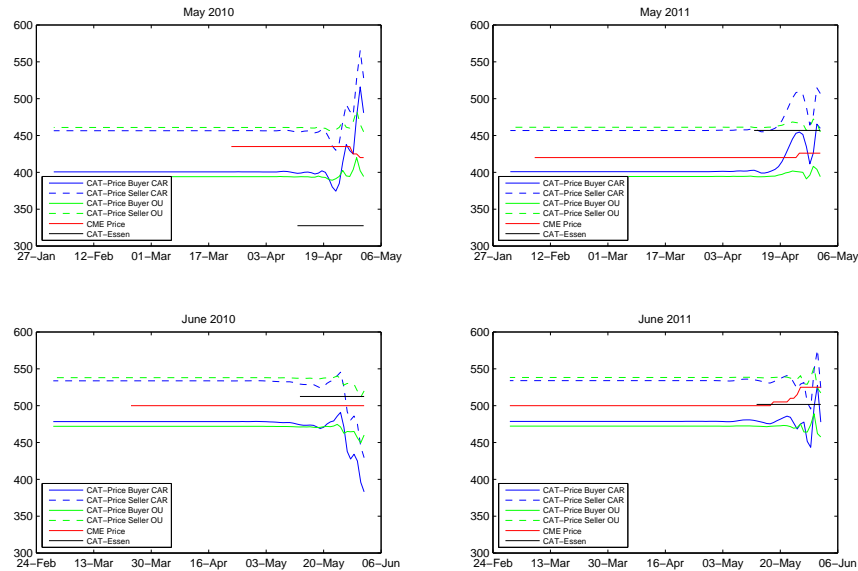 May 2010
600
550
500
450
400
350
300
27−Jan 12−Feb 01−Mar 17−Mar 03−Apr 19−Apr 06−May
CAT−Price Buyer CAR
CAT−Price Seller CAR
CAT−Price Buyer OU
CAT−Price Seller OU
CME Price
CAT−Essen
May 2011
600
550
500
450
400
350
300
27−Jan 12−Feb 01−Mar 17−Mar 03−Apr 19−Apr 06−May
CAT−Price Buyer CAR
CAT−Price Seller CAR
CAT−Price Buyer OU
CAT−Price Seller OU
CME Price
CAT−Essen
June 2010
600
550
500
450
400
350
300
24−Feb 13−Mar 30−Mar 16−Apr 03−May 20−May 06−Jun
CAT−Price Buyer CAR
CAT−Price Seller CAR
CAT−Price Buyer OU
CAT−Price Seller OU
CME Price
CAT−Essen
June 2011
600
550
500
450
400
350
300
24−Feb 13−Mar 30−Mar 16−Apr 03−May 20−May 06−Jun
CAT−Price Buyer CAR
CAT−Price Seller CAR
CAT−Price Buyer OU
CAT−Price Seller OU
CME Price
CAT−Essen